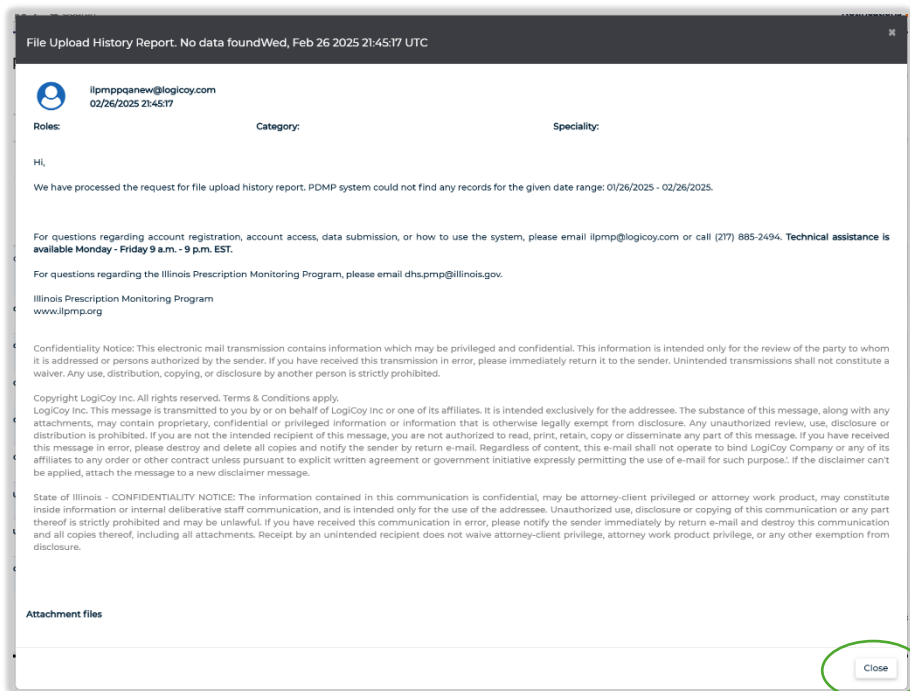 File Upload History Report. No data foundWed, Feb 26 2025 21:45:17 UTC
ilpmppqanew@logicoy.com
02/26/2025 21:45:17
Roles: Category: Speciality:
Hi,
We have processed the request for file upload history report. PDMP system could not find any records for the given date range: 01/26/2025 - 02/26/2025.
For questions regarding account registration, account access, data submission, or how to use the system, please email ilpmp@logicoy.com or call (217) 885-2494. Technical assistance is
available Monday - Friday 9 a.m. - 9 p.m. EST.
For questions regarding the Illinois Prescription Monitoring Program, please email dhs.pmp@illinois.gov.
Illinois Prescription Monitoring Program
www.ilpmp.org
Confidentiality Notice: This electronic mail transmission contains information which may be privileged and confidential. This information is intended only for the review of the party to whom
it is addressed or persons authorized by the sender. If you have received this transmission in error, please immediately return it to the sender. Unintended transmissions shall not constitute a
waiver. Any use, distribution, copying, or disclosure by another person is strictly prohibited.
Copyright LogiCoy Inc. All rights reserved. Terms & Conditions apply.
LogiCoy Inc. This message is transmitted to you by or on behalf of LogiCoy Inc or one of its affiliates. It is intended exclusively for the addressee. The substance of this message, along with any
attachments, may contain proprietary, confidential or privileged information or information that is otherwise legally exempt from disclosure. Any unauthorized review, use, disclosure or
distribution is prohibited. If you are not the intended recipient of this message, you are not authorized to read, print, retain, copy or disseminate any part of this message. If you have received
this message in error, please destroy and delete all copies and notify the sender by return e-mail. Regardless of content, this e-mail shall not operate to bind LogiCoy Company or any of its
affiliates to any order or other contract unless pursuant to explicit written agreement or government initiative expressly permitting the use of e-mail for such purpose.'. If the disclaimer can't
be applied, attach the message to a new disclaimer message.
State of Illinois - CONFIDENTIALITY NOTICE: The information contained in this communication is confidential, may be attorney-client privileged or attorney work product, may constitute
inside information or internal deliberative staff communication, and is intended only for the use of the addressee. Unauthorized use, disclosure or copying of this communication or any part
thereof is strictly prohibited and may be unlawful. If you have received this communication in error, please notify the sender immediately by return e-mail and destroy this communication
and all copies thereof, including all attachments. Receipt by an unintended recipient does not waive attorney-client privilege, attorney work product privilege, or any other exemption from
disclosure.
Attachment files
Close